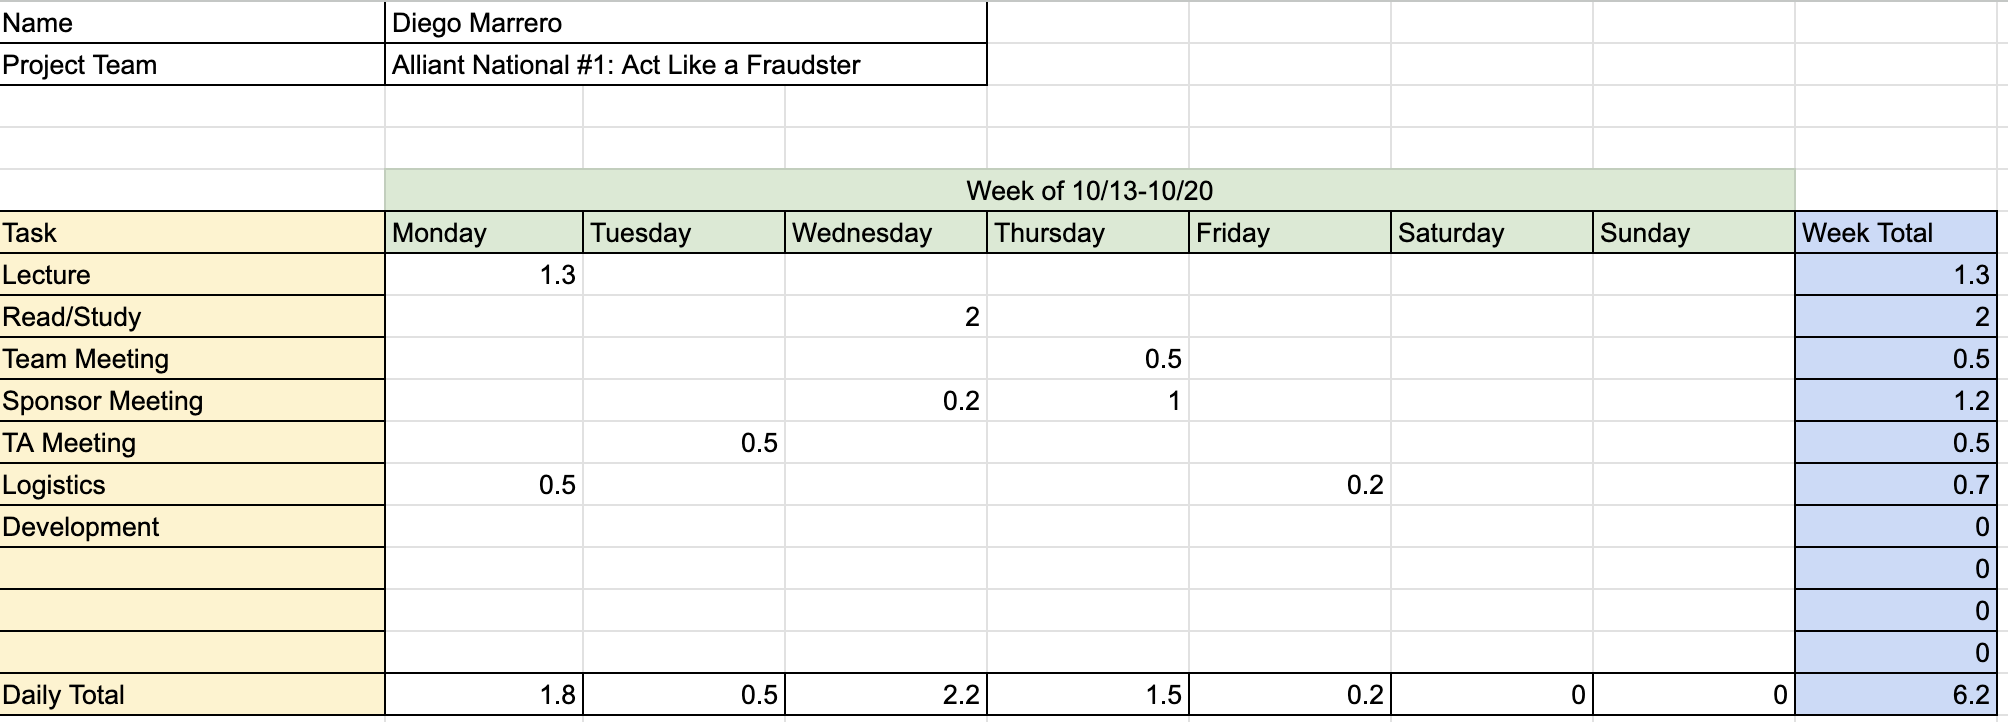 Name Diego Marrero
Project Team Alliant National #1: Act Like a Fraudster
Week of 10/13-10/20
Task Monday Tuesday Wednesday Thursday Friday Saturday Sunday Week Total
Lecture 1.3 1.3
Read/Study 2 2
Team Meeting 0.5 0.5
Sponsor Meeting 0.2 1 1.2
TA Meeting 0.5 0.5
Logistics 0.5 0.2 0.7
Development 0
0
0
0
Daily Total 1.8 0.5 2.2 1.5 0.2 0 0 6.2